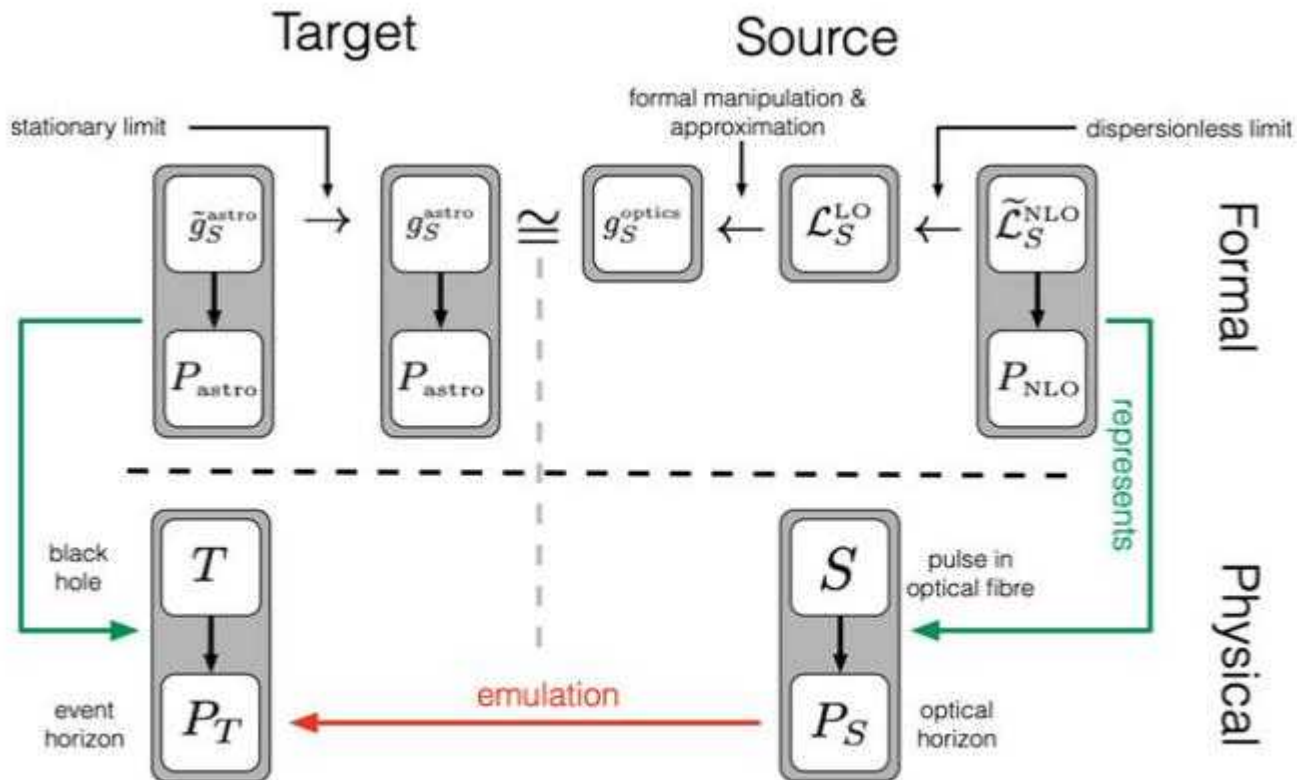 Target
Source
formal manipulation &
approximation
stationary limit
dispersionless limit
g̃_S^astro → g_S^astro ≅ g_S^optics ← ℒ_S^LO ← ℒ̃_S^NLO
P_astro P_astro P_NLO
Formal
represents
black
hole
T
S
pulse in
optical fibre
Physical
event
horizon
P_T
emulation
P_S
optical
horizon